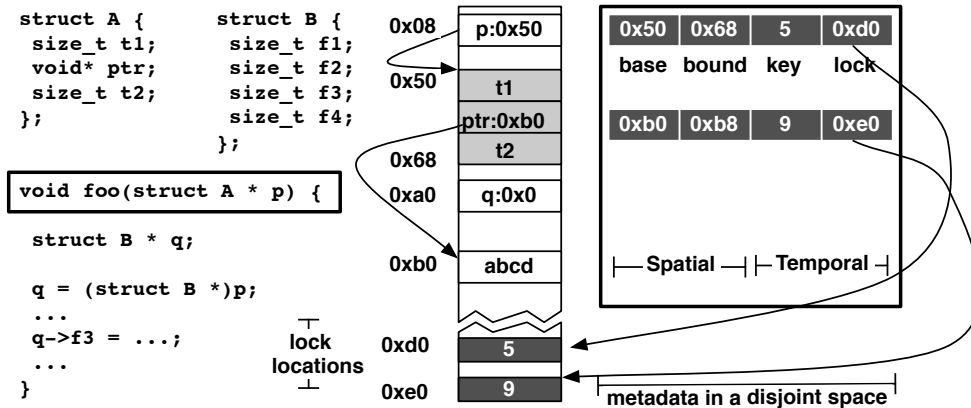 struct A {
size_t t1;
void* ptr;
size_t t2;
};
struct B {
size_t f1;
size_t f2;
size_t f3;
size_t f4;
};
void foo(struct A * p) {
struct B * q;
q = (struct B *)p;
...
q->f3 = ...;
...
}
lock
locations
0x08
p:0x50
0x50
t1
ptr:0xb0
t2
0x68
0xa0
q:0x0
0xb0
abcd
0xd0
5
0xe0
9
0x50 0x68 5 0xd0
base bound key lock
0xb0 0xb8 9 0xe0
Spatial Temporal
metadata in a disjoint space